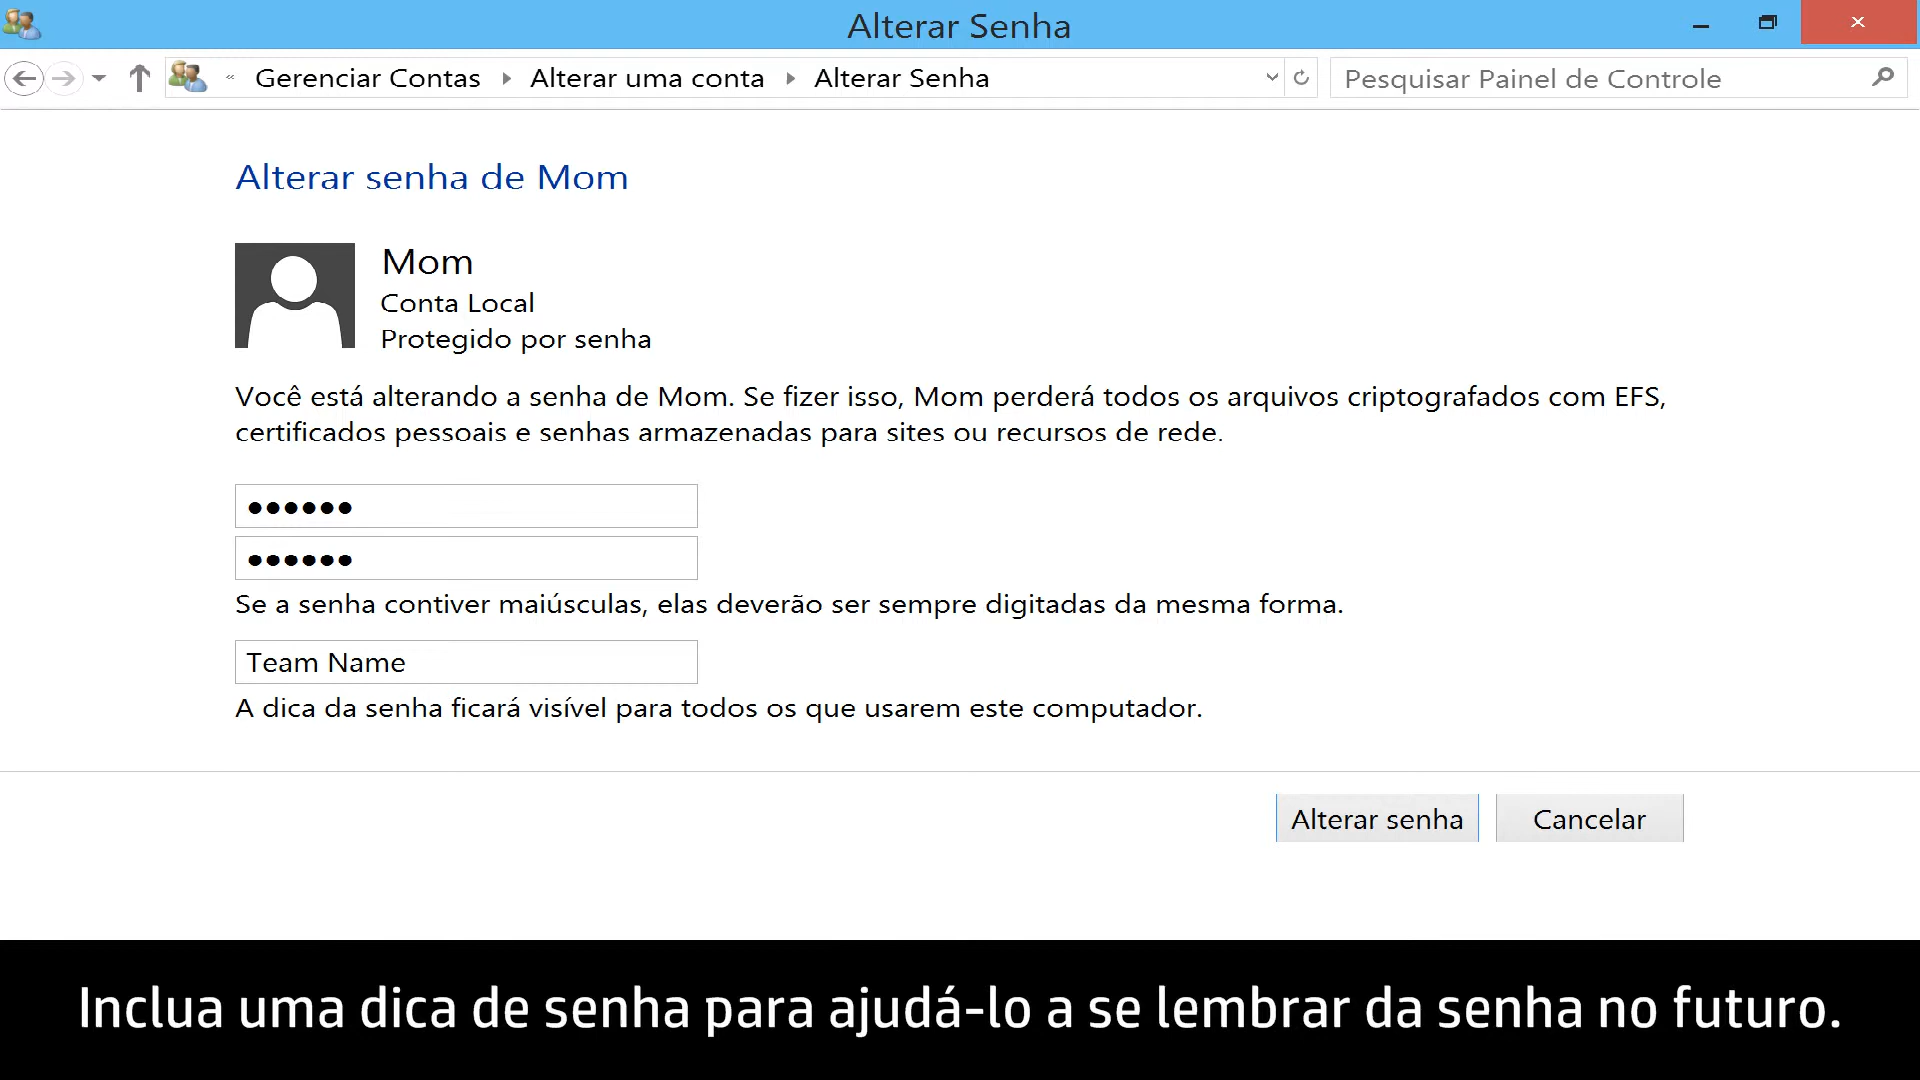 Alterar Senha
« Gerenciar Contas ▸ Alterar uma conta ▸ Alterar Senha
Pesquisar Painel de Controle
Alterar senha de Mom
Mom
Conta Local
Protegido por senha
Você está alterando a senha de Mom. Se fizer isso, Mom perderá todos os arquivos criptografados com EFS,
certificados pessoais e senhas armazenadas para sites ou recursos de rede.
●●●●●●
●●●●●●
Se a senha contiver maiúsculas, elas deverão ser sempre digitadas da mesma forma.
Team Name
A dica da senha ficará visível para todos os que usarem este computador.
Alterar senha
Cancelar
Inclua uma dica de senha para ajudá-lo a se lembrar da senha no futuro.